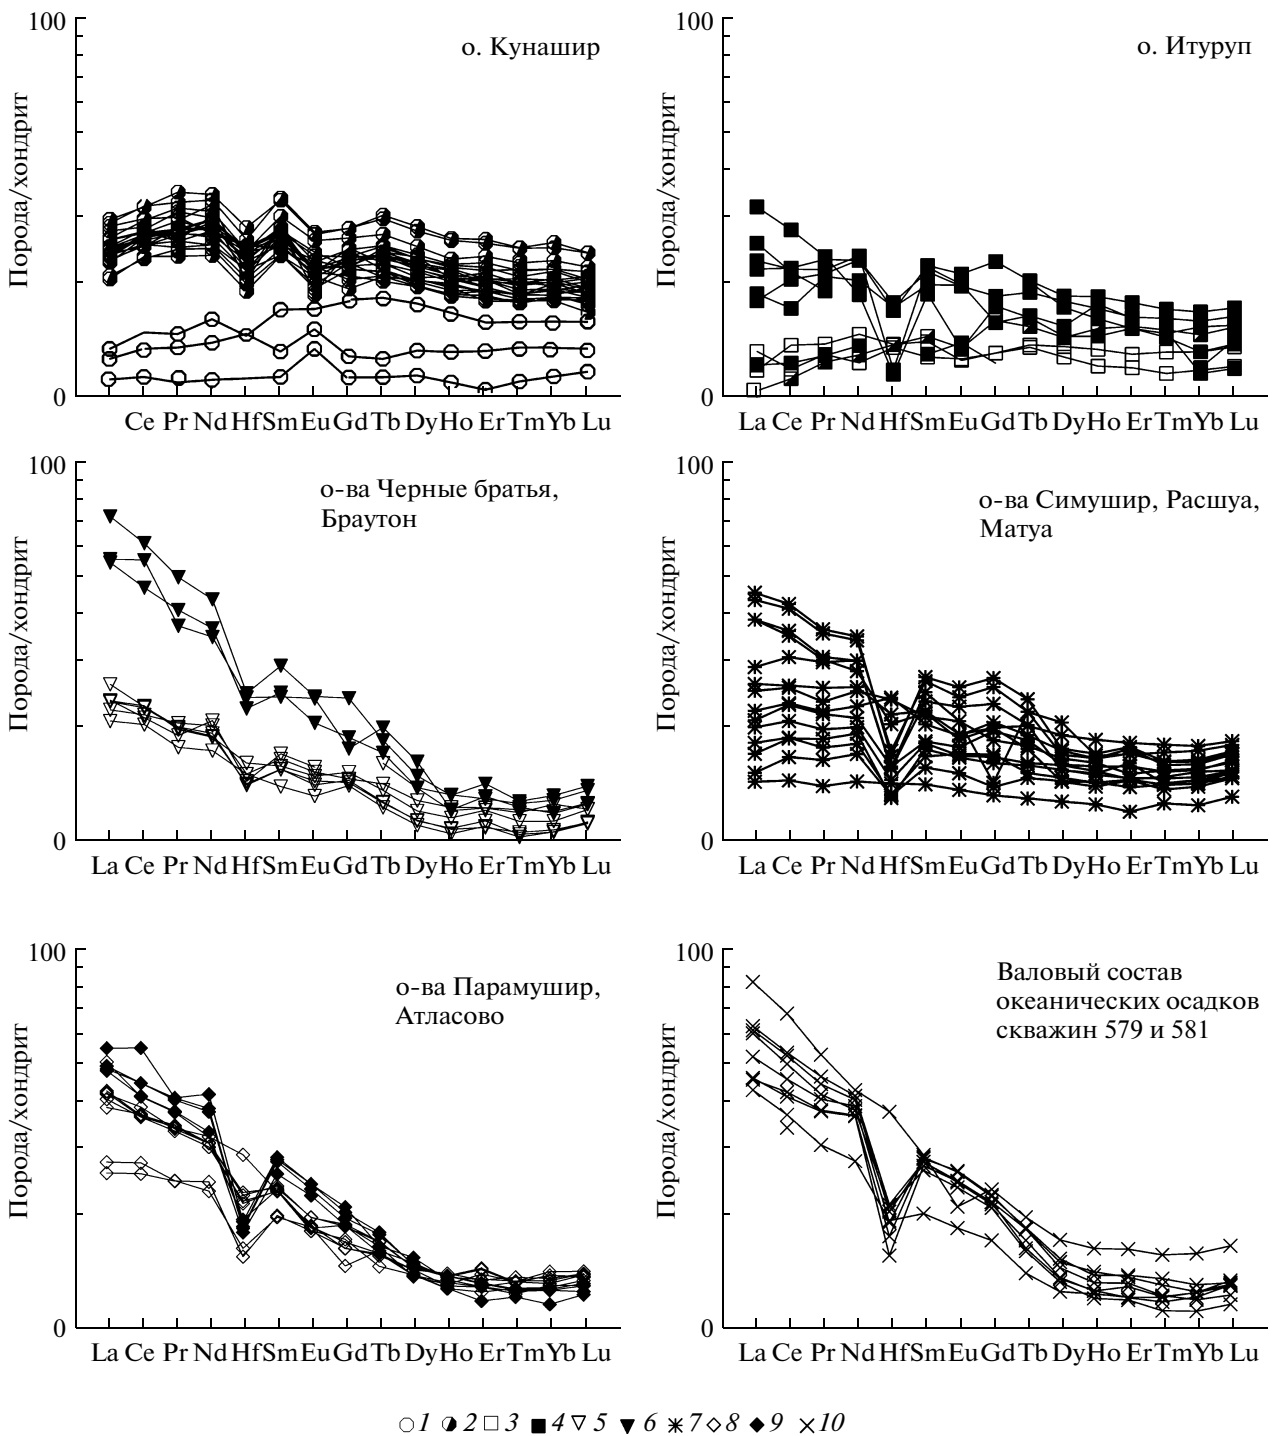 100
о. Кунашир
Порода/хондрит
0
Ce Pr Nd Hf Sm Eu Gd Tb Dy Ho Er Tm Yb Lu
100
о. Итуруп
Порода/хондрит
0
La Ce Pr Nd Hf Sm Eu Gd Tb Dy Ho Er Tm Yb Lu
100
о-ва Черные братья,
Браутон
Порода/хондрит
0
La Ce Pr Nd Hf Sm Eu Gd Tb Dy Ho Er Tm Yb Lu
100
о-ва Симушир, Расшуа,
Матуа
Порода/хондрит
0
La Ce Pr Nd Hf Sm Eu Gd Tb Dy Ho Er Tm Yb Lu
100
о-ва Парамушир,
Атласово
Порода/хондрит
0
La Ce Pr Nd Hf Sm Eu Gd Tb Dy Ho Er Tm Yb Lu
100
Валовый состав
океанических осадков
скважин 579 и 581
Порода/хондрит
0
La Ce Pr Nd Hf Sm Eu Gd Tb Dy Ho Er Tm Yb Lu
1 2 3 4 5 6 7 8 9 10